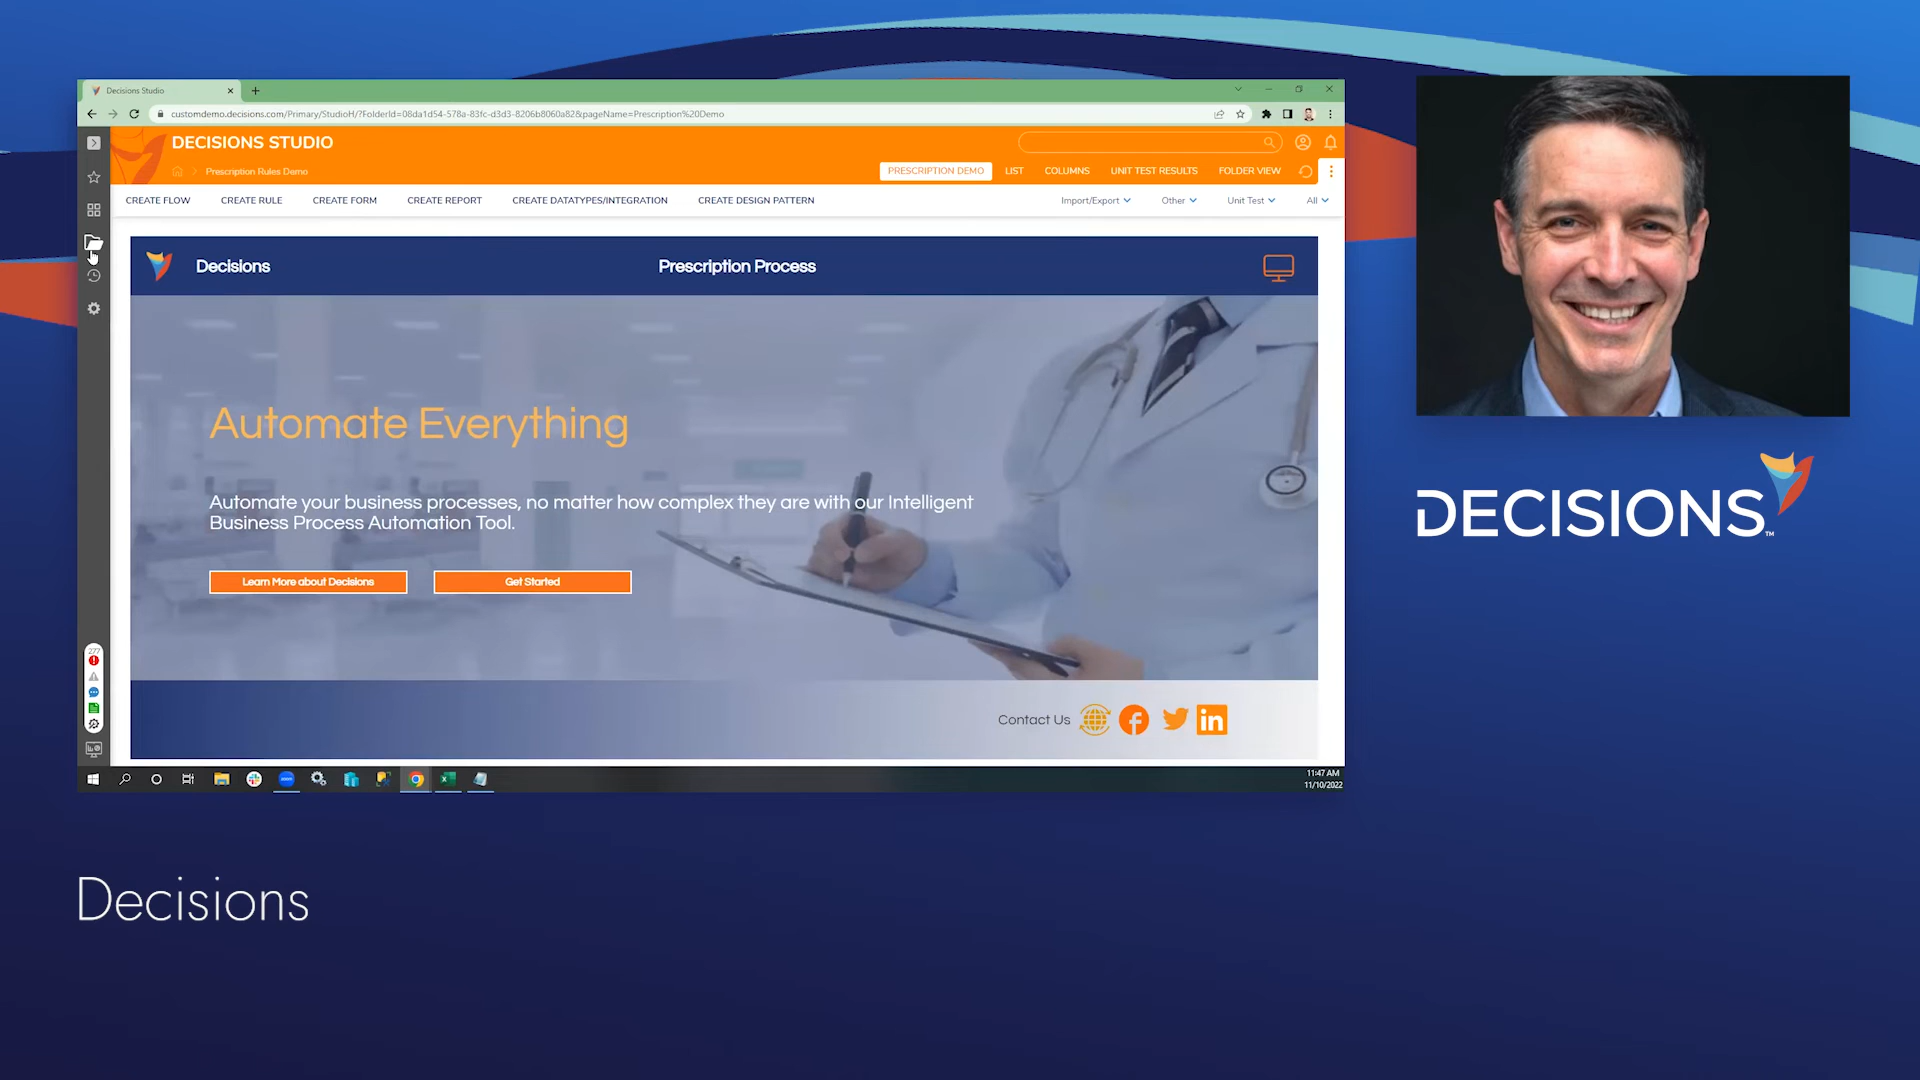 Decisions Studio
customdemo.decisions.com/Primary/StudioH/?FolderId=08da1d54-578a-83fc-d3d3-8206b8060a82&pageName=Prescription%20Demo
DECISIONS STUDIO
Prescription Rules Demo
PRESCRIPTION DEMO LIST COLUMNS UNIT TEST RESULTS FOLDER VIEW
CREATE FLOW CREATE RULE CREATE FORM CREATE REPORT CREATE DATATYPES/INTEGRATION CREATE DESIGN PATTERN Import/Export Other Unit Test All
Decisions Prescription Process
Automate Everything
Automate your business processes, no matter how complex they are with our Intelligent
Business Process Automation Tool.
Learn More about Decisions Get Started
277
Contact Us
11:47 AM
11/10/2022
DECISIONS™
Decisions